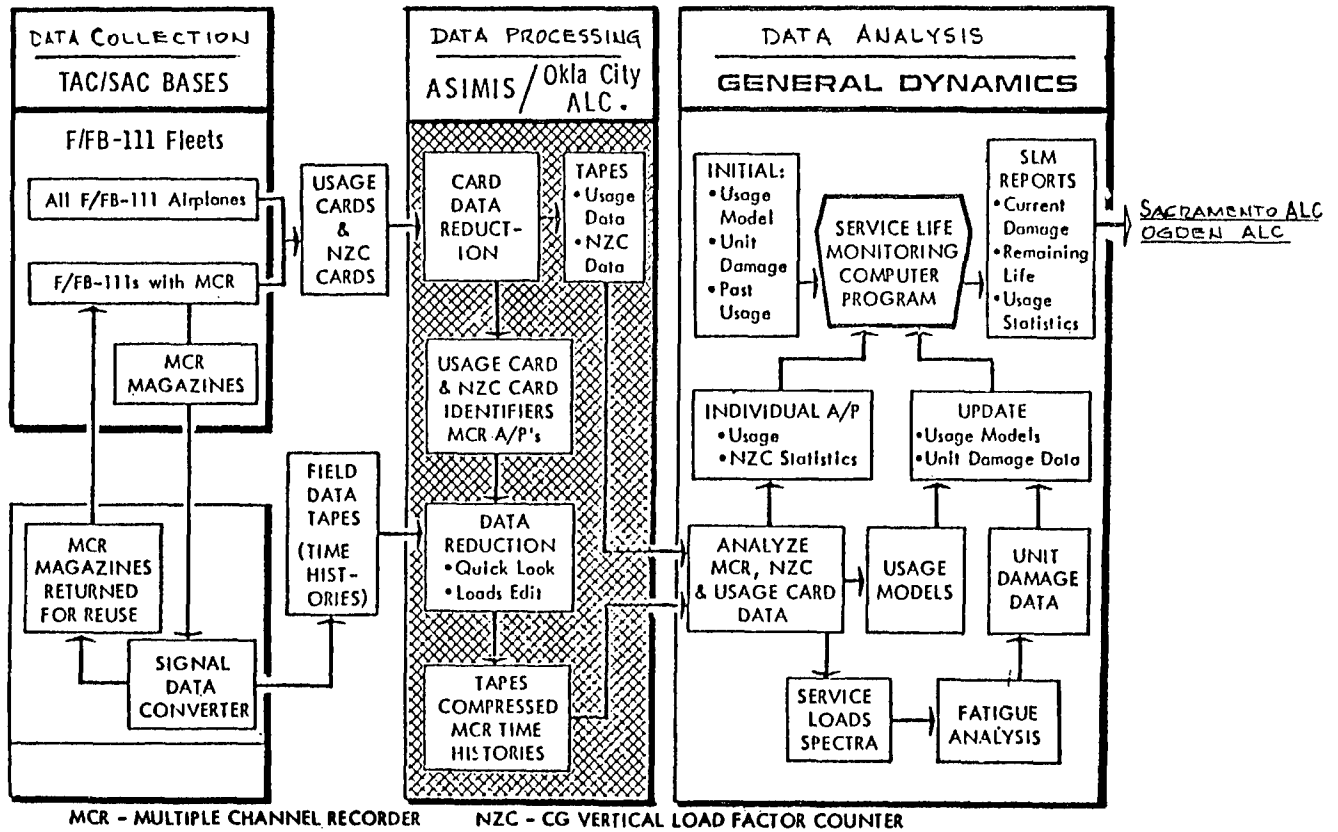 DATA COLLECTION
TAC/SAC BASES
F/FB-111 Fleets
All F/FB-111 Airplanes
F/FB-111s with MCR
MCR
MAGAZINES
MCR
MAGAZINES
RETURNED
FOR REUSE
SIGNAL
DATA
CONVERTER
USAGE
CARDS
&
NZC
CARDS
FIELD
DATA
TAPES
(TIME
HIST-
ORIES)
DATA PROCESSING
ASIMIS / Okla City
ALC.
CARD
DATA
REDUCT-
ION
TAPES
•Usage
Data
•NZC
Data
USAGE CARD
& NZC CARD
IDENTIFIERS
MCR A/P's
DATA
REDUCTION
•Quick Look
•Loads Edit
TAPES
COMPRESSED
MCR TIME
HISTORIES
DATA ANALYSIS
GENERAL DYNAMICS
INITIAL:
•Usage
Model
•Unit
Damage
•Past
Usage
SERVICE LIFE
MONITORING
COMPUTER
PROGRAM
SLM
REPORTS
•Current
Damage
•Remaining
Life
•Usage
Statistics
SACRAMENTO ALC
OGDEN ALC
INDIVIDUAL A/P
•Usage
•NZC Statistics
UPDATE
•Usage Models
•Unit Damage Data
ANALYZE
MCR, NZC
& USAGE CARD
DATA
USAGE
MODELS
UNIT
DAMAGE
DATA
SERVICE
LOADS
SPECTRA
FATIGUE
ANALYSIS
MCR - MULTIPLE CHANNEL RECORDER
NZC - CG VERTICAL LOAD FACTOR COUNTER